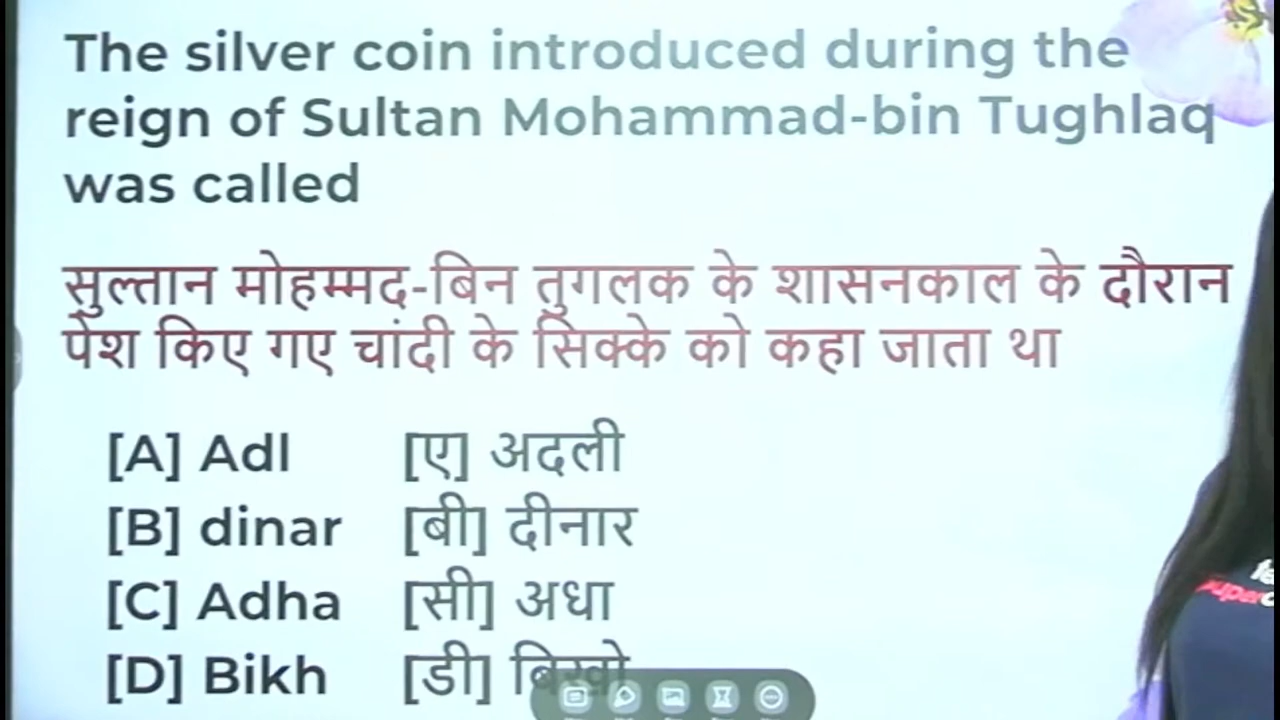 The silver coin introduced during the
reign of Sultan Mohammad-bin Tughlaq
was called
सुल्तान मोहम्मद-बिन तुगलक के शासनकाल के दौरान
पेश किए गए चांदी के सिक्के को कहा जाता था
[A] Adl [ए] अदली
[B] dinar [बी] दीनार
[C] Adha [सी] अधा
[D] Bikh [डी]